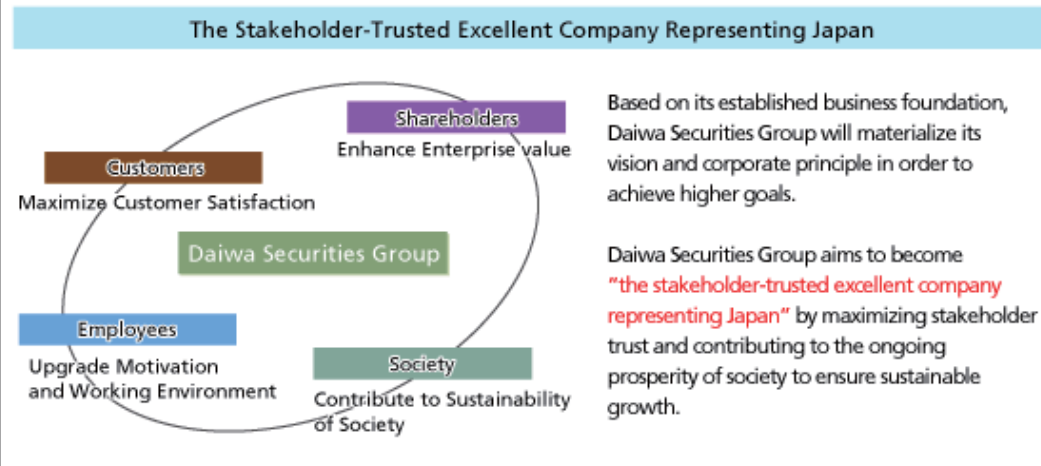 The Stakeholder-Trusted Excellent Company Representing Japan
Shareholders
Enhance Enterprise value
Customers
Maximize Customer Satisfaction
Daiwa Securities Group
Employees
Upgrade Motivation
and Working Environment
Society
Contribute to Sustainability
of Society
Based on its established business foundation,
Daiwa Securities Group will materialize its
vision and corporate principle in order to
achieve higher goals.
Daiwa Securities Group aims to become
"the stakeholder-trusted excellent company
representing Japan" by maximizing stakeholder
trust and contributing to the ongoing
prosperity of society to ensure sustainable
growth.